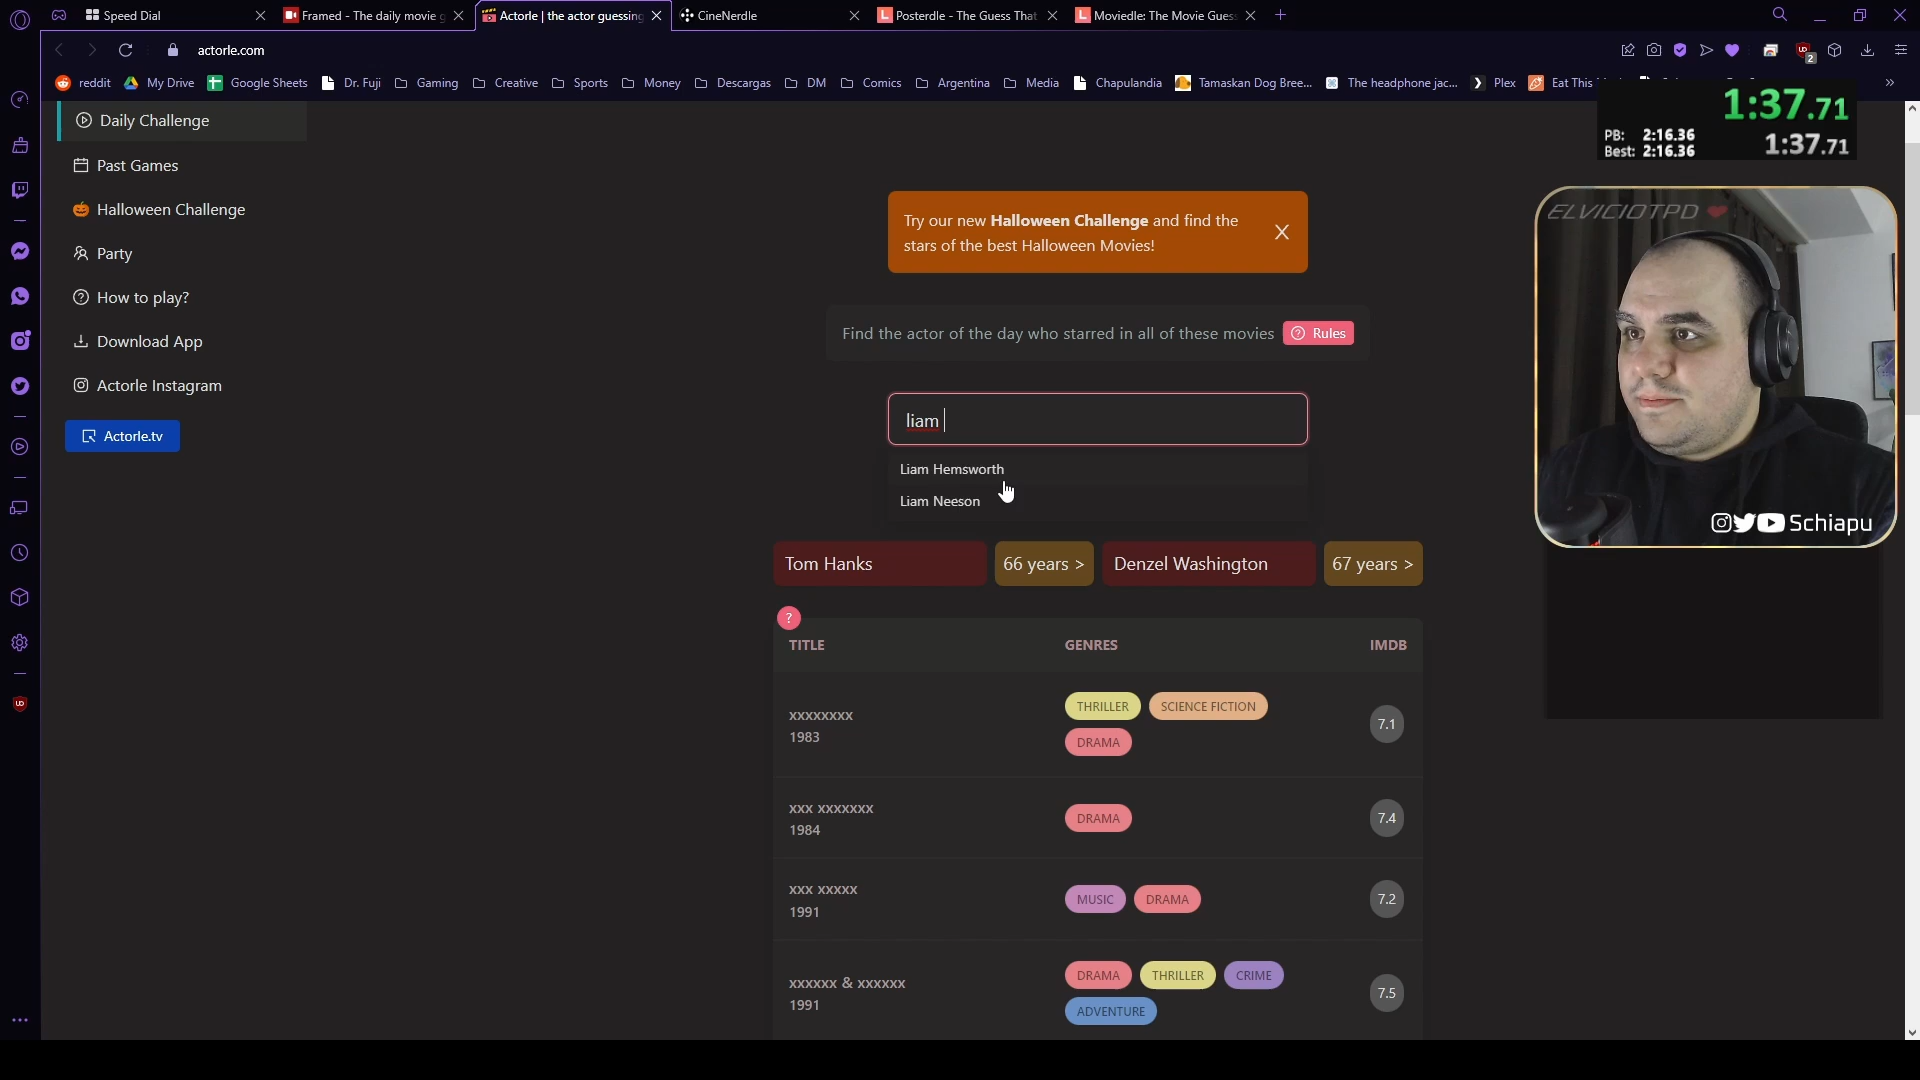 Speed Dial
Framed - The daily movie g
Actorle | the actor guessing
CineNerdle
Posterdle - The Guess That
Moviedle: The Movie Gues
actorle.com
2
reddit
My Drive
Google Sheets
Dr. Fuji
Gaming
Creative
Sports
Money
Descargas
DM
Comics
Argentina
Media
Chapulandia
Tamaskan Dog Bree...
The headphone jac...
Plex
Eat This
1:37.71
PB: 2:16.36
Best: 2:16.36
1:37.71
Daily Challenge
Past Games
Halloween Challenge
Party
How to play?
Download App
Actorle Instagram
Actorle.tv
Try our new Halloween Challenge and find the
stars of the best Halloween Movies!
Find the actor of the day who starred in all of these movies
Rules
liam
Liam Hemsworth
Liam Neeson
Tom Hanks
66 years >
Denzel Washington
67 years >
?
TITLE
GENRES
IMDB
xxxxxxxx
1983
THRILLER
SCIENCE FICTION
DRAMA
7.1
xxx xxxxxxx
1984
DRAMA
7.4
xxx xxxxx
1991
MUSIC
DRAMA
7.2
xxxxxx & xxxxxx
1991
DRAMA
THRILLER
CRIME
ADVENTURE
7.5
ELVICIOTPD
Schiapu